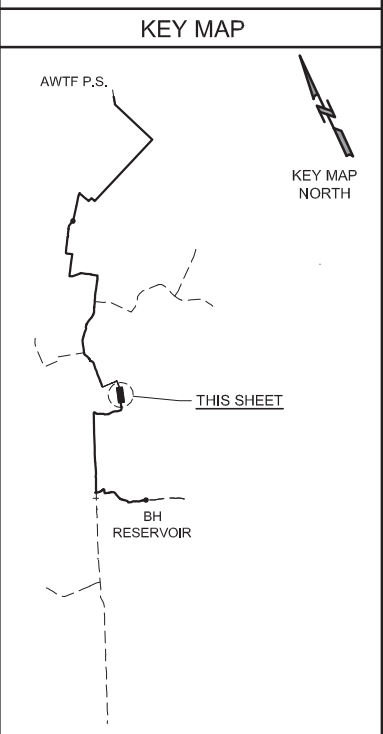 KEY MAP
AWTF P.S.
KEY MAP
NORTH
THIS SHEET
BH
RESERVOIR